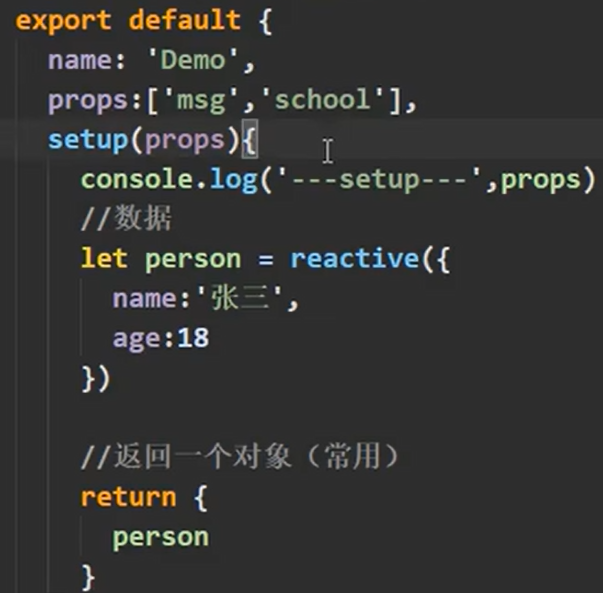 export default {
name: 'Demo',
props:['msg','school'],
setup(props){
console.log('---setup---',props)
//数据
let person = reactive({
name:'张三',
age:18
})
//返回一个对象（常用）
return {
person
}